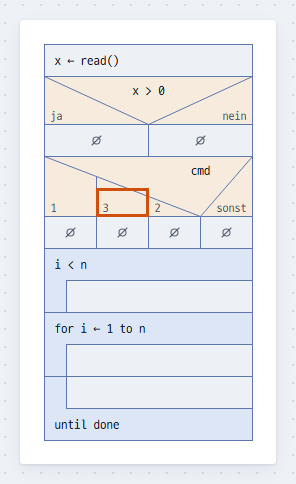 x ← read()
x > 0
ja nein
∅ ∅
cmd
1 3 2 sonst
∅ ∅ ∅ ∅
i < n
for i ← 1 to n
until done